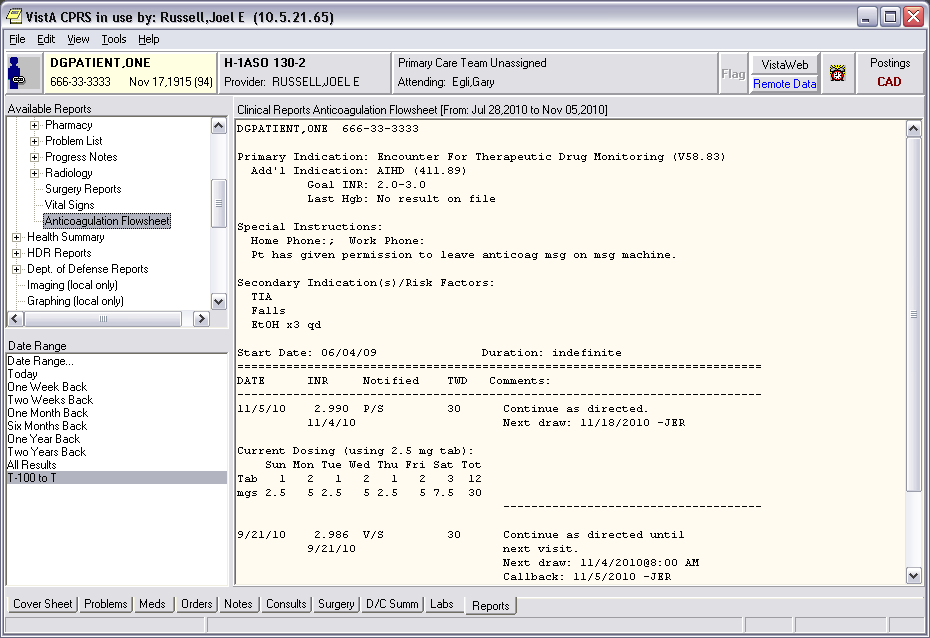 VistA CPRS in use by: Russell,Joel E (10.5.21.65)
File Edit View Tools Help
DGPATIENT,ONE
666-33-3333 Nov 17,1915 (94)
H-1ASO 130-2
Provider: RUSSELL,JOEL E
Primary Care Team Unassigned
Attending: Egli,Gary
Flag
VistaWeb
Remote Data
Postings
CAD
Available Reports
Pharmacy
Problem List
Progress Notes
Radiology
Surgery Reports
Vital Signs
Anticoagulation Flowsheet
Health Summary
HDR Reports
Dept. of Defense Reports
Imaging (local only)
Graphing (local only)
Date Range
Date Range...
Today
One Week Back
Two Weeks Back
One Month Back
Six Months Back
One Year Back
Two Years Back
All Results
T-100 to T
Clinical Reports Anticoagulation Flowsheet [From: Jul 28,2010 to Nov 05,2010]
DGPATIENT,ONE 666-33-3333
Primary Indication: Encounter For Therapeutic Drug Monitoring (V58.83)
Add'l Indication: AIHD (411.89)
Goal INR: 2.0-3.0
Last Hgb: No result on file
Special Instructions:
Home Phone:; Work Phone:
Pt has given permission to leave anticoag msg on msg machine.
Secondary Indication(s)/Risk Factors:
TIA
Falls
EtOH x3 qd
Start Date: 06/04/09 Duration: indefinite
===========================================================================
DATE INR Notified TWD Comments:
---------------------------------------------------------------------------
11/5/10 2.990 P/S 30 Continue as directed.
11/4/10 Next draw: 11/18/2010 -JER
Current Dosing (using 2.5 mg tab):
Sun Mon Tue Wed Thu Fri Sat Tot
Tab 1 2 1 2 1 2 3 12
mgs 2.5 5 2.5 5 2.5 5 7.5 30
-------------------------------------
9/21/10 2.986 V/S 30 Continue as directed until
9/21/10 next visit.
Next draw: 11/4/2010@8:00 AM
Callback: 11/5/2010 -JER
Cover Sheet Problems Meds Orders Notes Consults Surgery D/C Summ Labs Reports